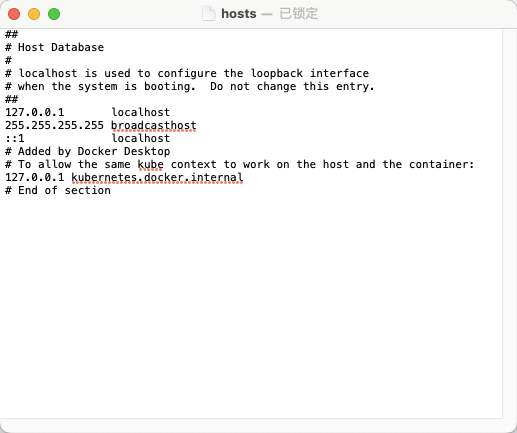 hosts — 已锁定
##
# Host Database
#
# localhost is used to configure the loopback interface
# when the system is booting.  Do not change this entry.
##
127.0.0.1       localhost
255.255.255.255 broadcasthost
::1             localhost
# Added by Docker Desktop
# To allow the same kube context to work on the host and the container:
127.0.0.1 kubernetes.docker.internal
# End of section